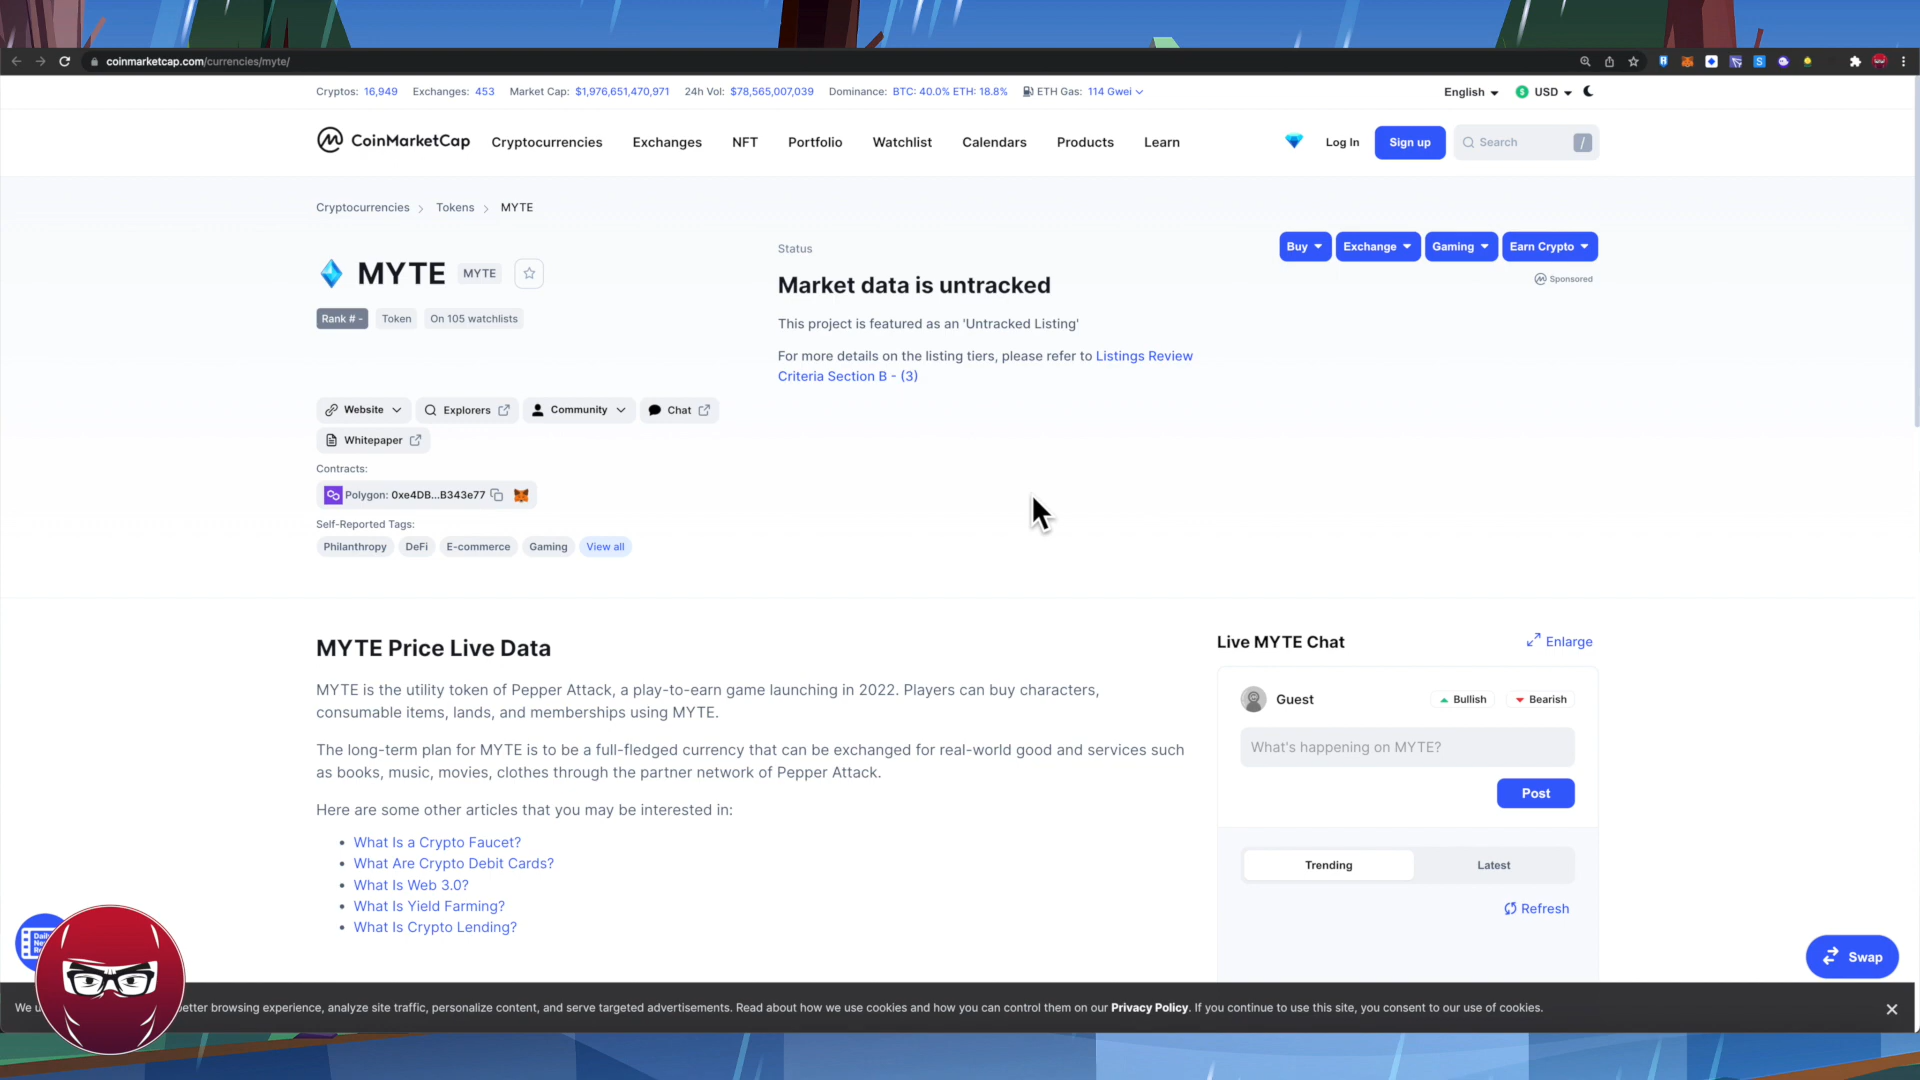 coinmarketcap.com/currencies/myte/
Cryptos: 16,949 Exchanges: 453 Market Cap: $1,976,651,470,971 24h Vol: $78,565,007,039 Dominance: BTC: 40.0% ETH: 18.8% ETH Gas: 114 Gwei English USD
CoinMarketCap Cryptocurrencies Exchanges NFT Portfolio Watchlist Calendars Products Learn Log In Sign up Search /
Cryptocurrencies Tokens MYTE
MYTE MYTE
Rank # - Token On 105 watchlists
Status
Market data is untracked
This project is featured as an 'Untracked Listing'
For more details on the listing tiers, please refer to Listings Review
Criteria Section B - (3)
Buy Exchange Gaming Earn Crypto
Sponsored
Website Explorers Community Chat
Whitepaper
Contracts:
Polygon: 0xe4DB...B343e77
Self-Reported Tags:
Philanthropy DeFi E-commerce Gaming View all
MYTE Price Live Data
MYTE is the utility token of Pepper Attack, a play-to-earn game launching in 2022. Players can buy characters,
consumable items, lands, and memberships using MYTE.
The long-term plan for MYTE is to be a full-fledged currency that can be exchanged for real-world good and services such
as books, music, movies, clothes through the partner network of Pepper Attack.
Here are some other articles that you may be interested in:
What Is a Crypto Faucet?
What Are Crypto Debit Cards?
What Is Web 3.0?
What Is Yield Farming?
What Is Crypto Lending?
Live MYTE Chat Enlarge
Guest Bullish Bearish
What's happening on MYTE?
Post
Trending Latest
Refresh
Swap
We etter browsing experience, analyze site traffic, personalize content, and serve targeted advertisements. Read about how we use cookies and how you can control them on our Privacy Policy. If you continue to use this site, you consent to our use of cookies.